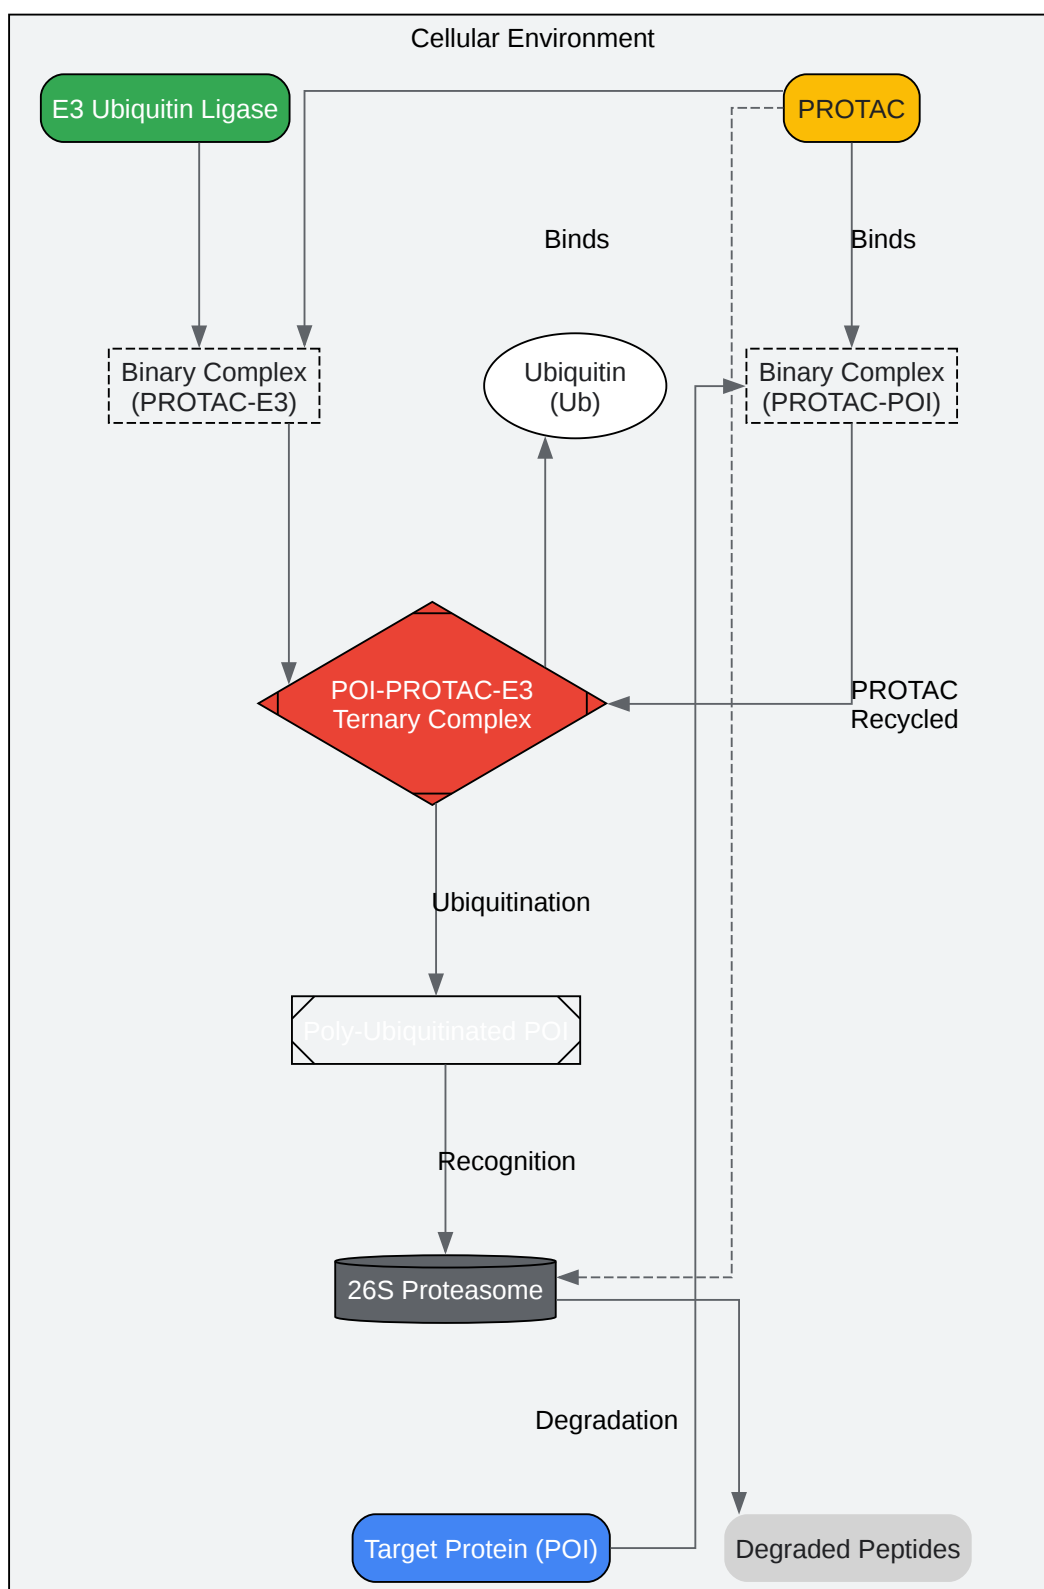 Cellular Environment
E3 Ubiquitin Ligase
PROTAC
Binds
Binds
Binary Complex
(PROTAC-E3)
Ubiquitin
(Ub)
Binary Complex
(PROTAC-POI)
POI-PROTAC-E3
Ternary Complex
PROTAC
Recycled
Ubiquitination
Poly-Ubiquitinated POI
Recognition
26S Proteasome
Degradation
Target Protein (POI)
Degraded Peptides